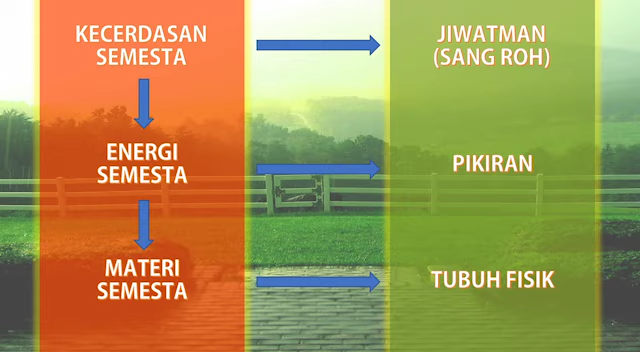 KECERDASAN
SEMESTA
JIWATMAN
(SANG ROH)
ENERGI
SEMESTA
PIKIRAN
MATERI
SEMESTA
TUBUH FISIK